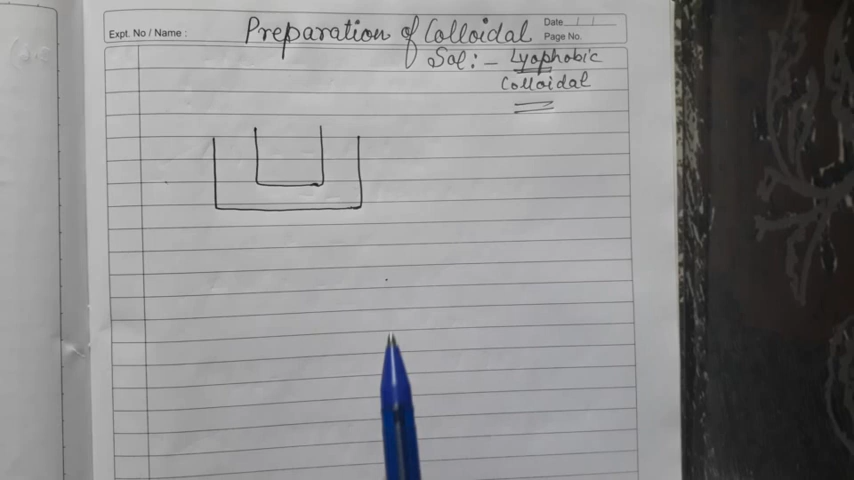 Expt. No / Name :
Preparation of Colloidal
Date / /
Page No.
Sol:- Lyophobic
Colloidal